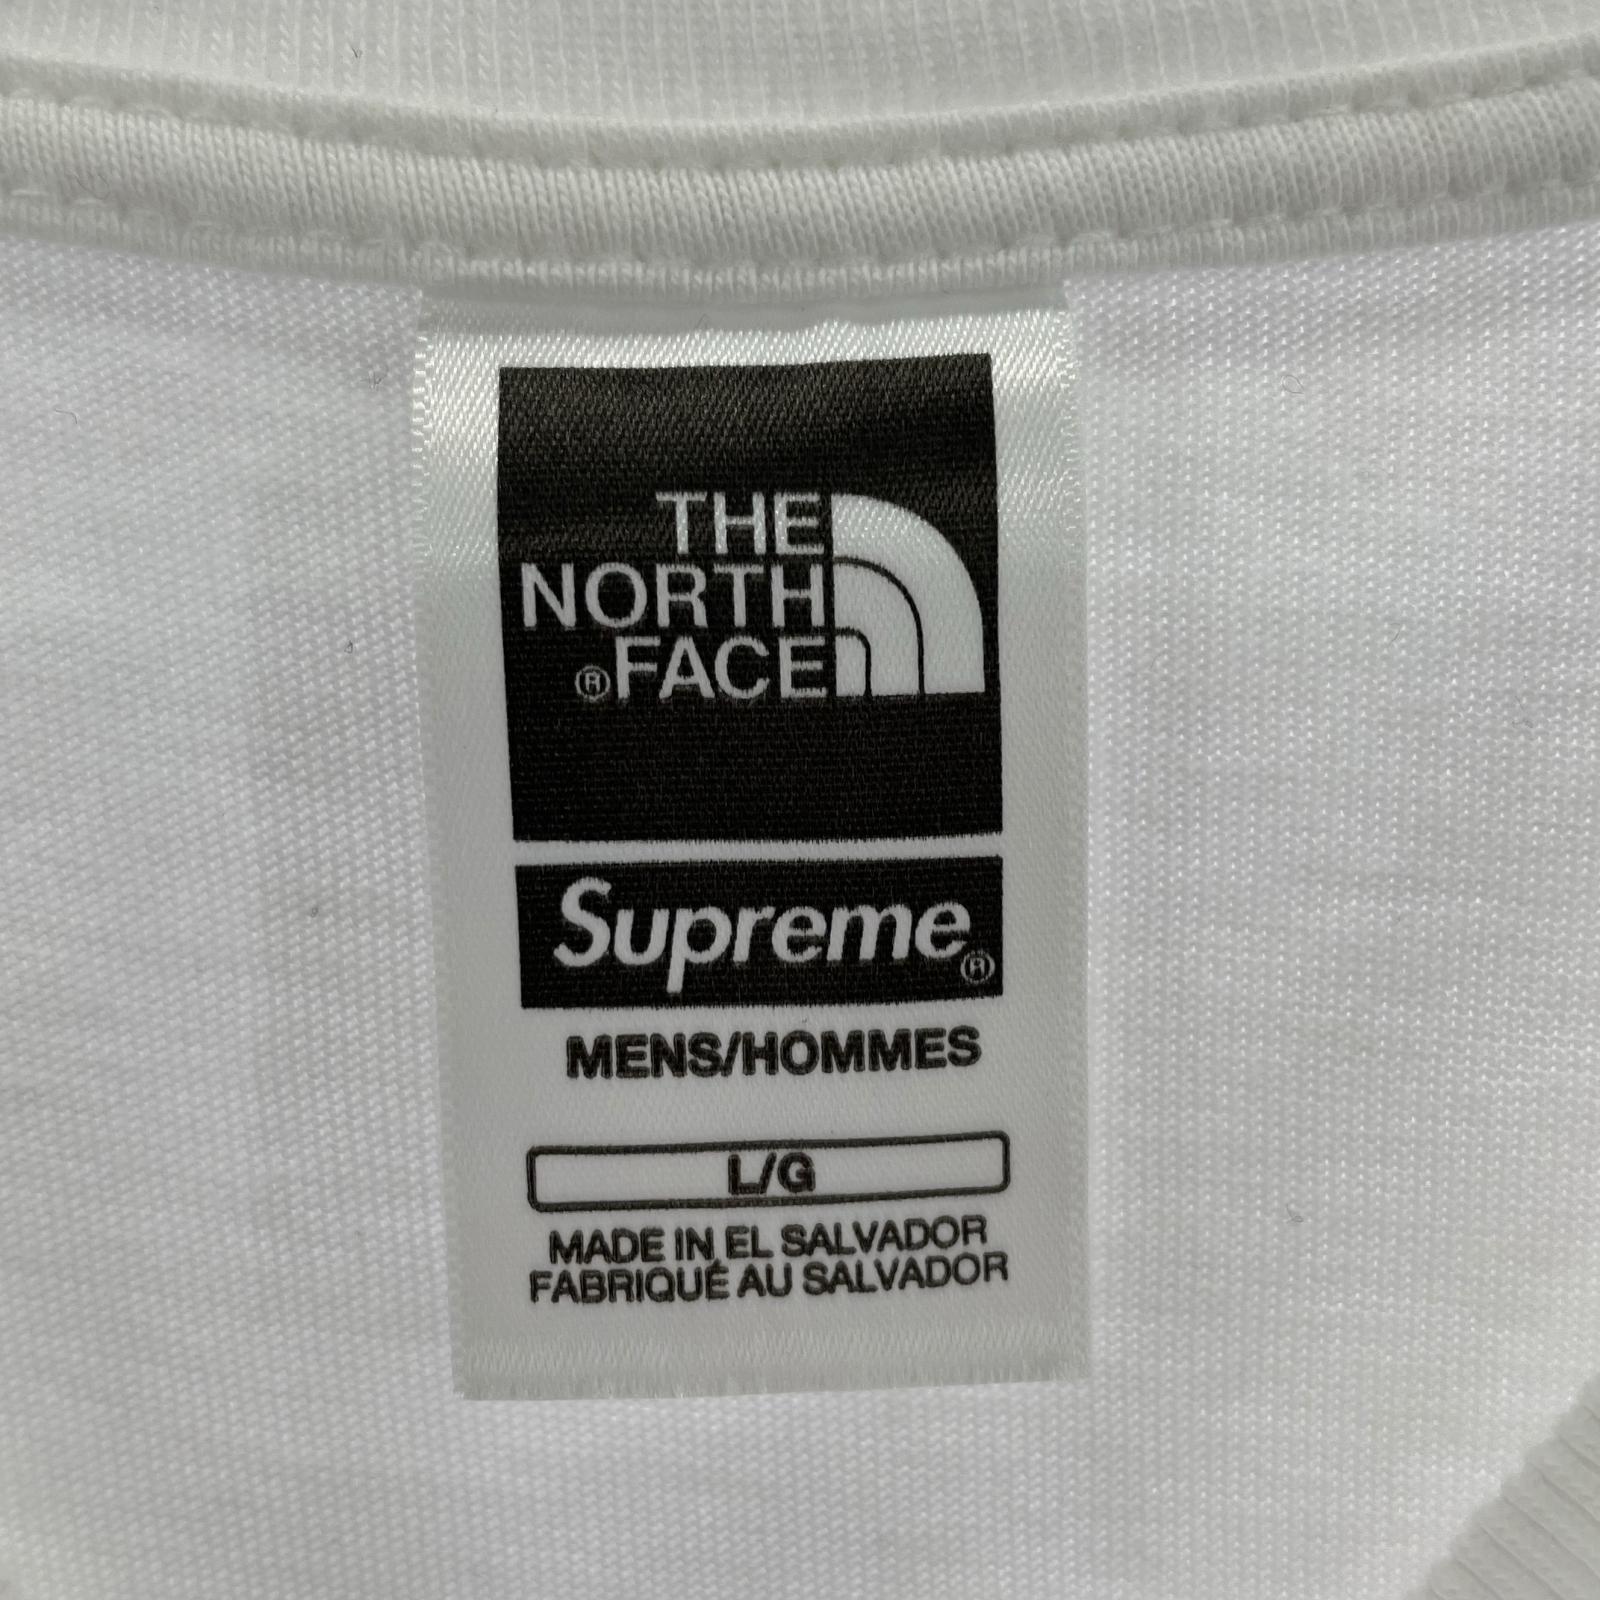 THE
NORTH
®FACE
Supreme®
MENS/HOMMES
L/G
MADE IN EL SALVADOR
FABRIQUÉ AU SALVADOR